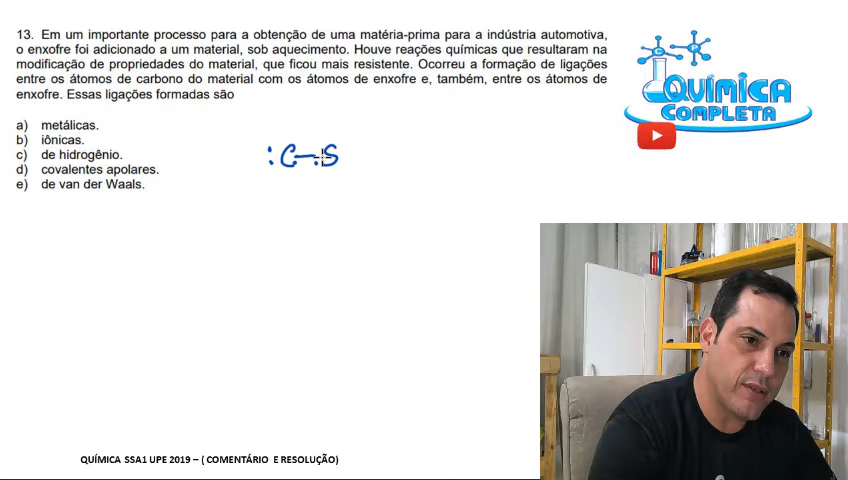 13. Em um importante processo para a obtenção de uma matéria-prima para a indústria automotiva,
o enxofre foi adicionado a um material, sob aquecimento. Houve reações químicas que resultaram na
modificação de propriedades do material, que ficou mais resistente. Ocorreu a formação de ligações
entre os átomos de carbono do material com os átomos de enxofre e, também, entre os átomos de
enxofre. Essas ligações formadas são
a) metálicas.
b) iônicas.
c) de hidrogênio.
d) covalentes apolares.
e) de van der Waals.
:C—:S
C P
QUÍMICA
COMPLETA
QUÍMICA SSA1 UPE 2019 – ( COMENTÁRIO E RESOLUÇÃO)